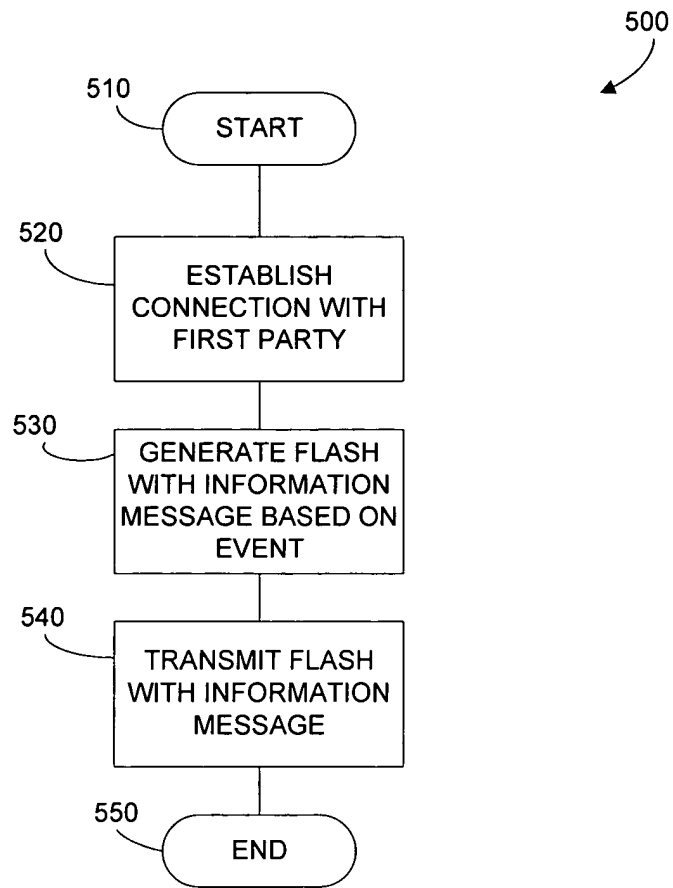 500
510
START
520
ESTABLISH
CONNECTION WITH
FIRST PARTY
530
GENERATE FLASH
WITH INFORMATION
MESSAGE BASED ON
EVENT
540
TRANSMIT FLASH
WITH INFORMATION
MESSAGE
550
END